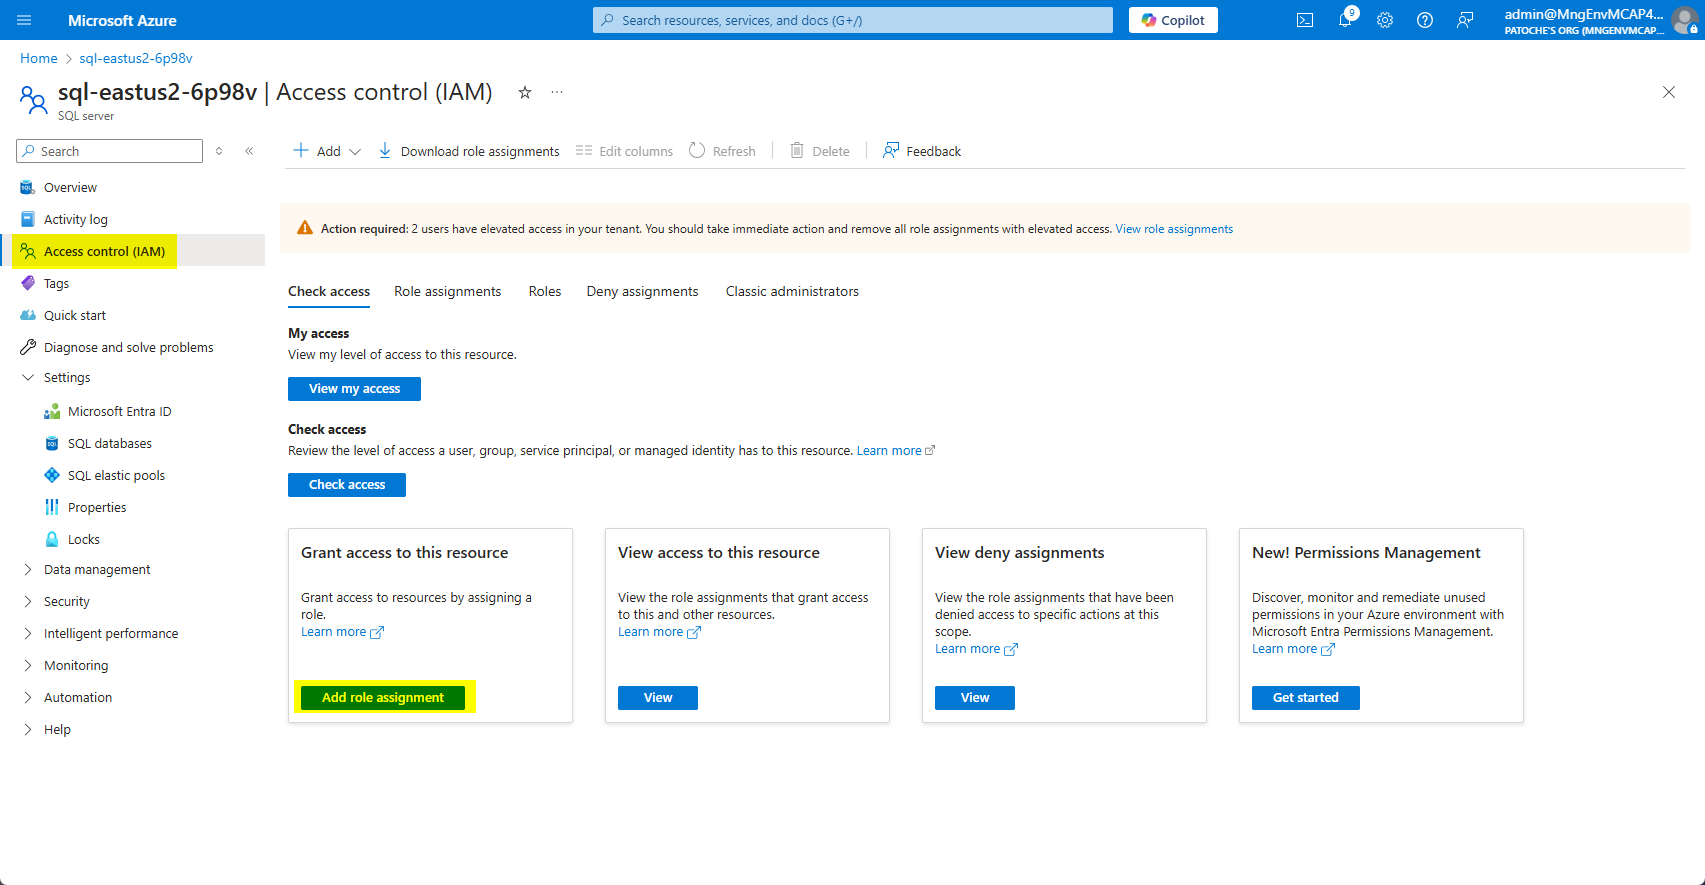 Microsoft Azure
Search resources, services, and docs (G+/)
Copilot
9
admin@MngEnvMCAP4...
PATOCHE'S ORG (MNGENVMCAP...
Home > sql-eastus2-6p98v
sql-eastus2-6p98v | Access control (IAM)
SQL server
Search
Add
Download role assignments
Edit columns
Refresh
Delete
Feedback
Overview
Activity log
Access control (IAM)
Tags
Quick start
Diagnose and solve problems
Settings
Microsoft Entra ID
SQL databases
SQL elastic pools
Properties
Locks
Data management
Security
Intelligent performance
Monitoring
Automation
Help
Action required: 2 users have elevated access in your tenant. You should take immediate action and remove all role assignments with elevated access. View role assignments
Check access
Role assignments
Roles
Deny assignments
Classic administrators
My access
View my level of access to this resource.
View my access
Check access
Review the level of access a user, group, service principal, or managed identity has to this resource. Learn more
Check access
Grant access to this resource
Grant access to resources by assigning a
role.
Learn more
Add role assignment
View access to this resource
View the role assignments that grant access
to this and other resources.
Learn more
View
View deny assignments
View the role assignments that have been
denied access to specific actions at this
scope.
Learn more
View
New! Permissions Management
Discover, monitor and remediate unused
permissions in your Azure environment with
Microsoft Entra Permissions Management.
Learn more
Get started